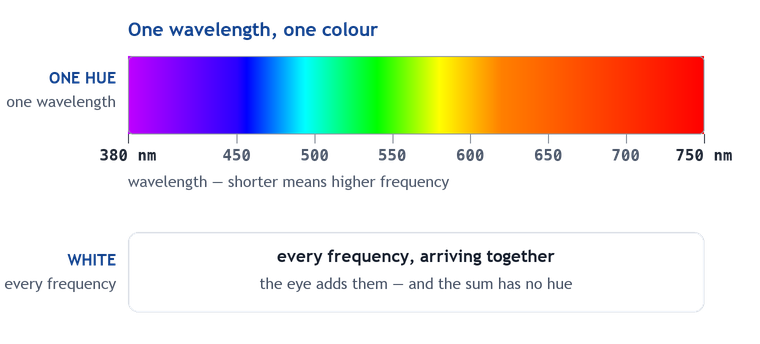 One wavelength, one colour
ONE HUE
one wavelength
380 nm 450 500 550 600 650 700 750 nm
wavelength — shorter means higher frequency
WHITE
every frequency
every frequency, arriving together
the eye adds them — and the sum has no hue